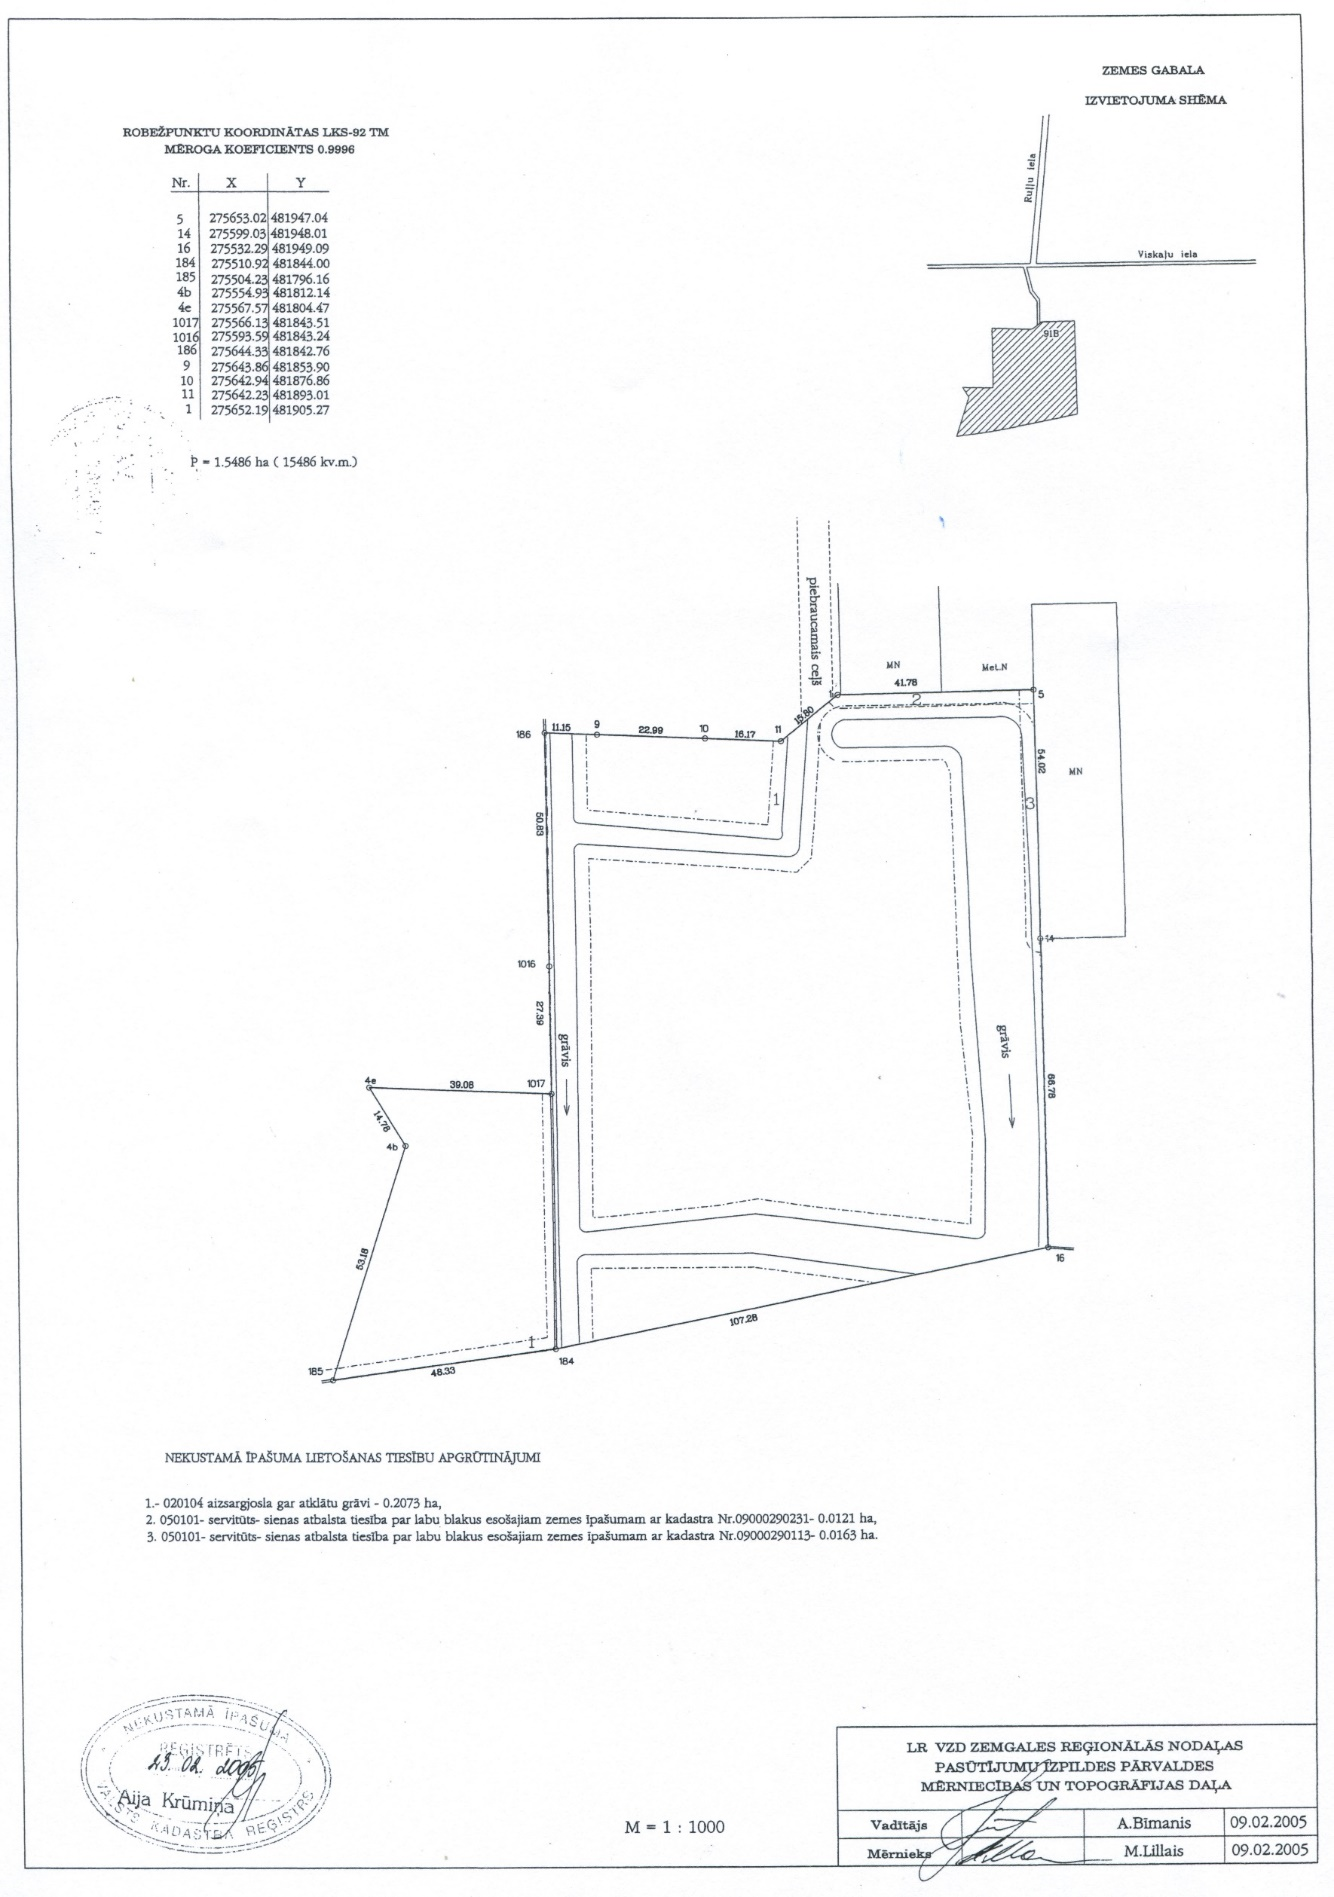 ZEMES GABALA
IZVIETOJUMA SHĒMA
Ruļļu iela
Viskaļu iela
91B
ROBEŽPUNKTU KOORDINĀTAS LKS-92 TM
MĒROGA KOEFICIENTS 0.9996
Nr. X Y
5 275653.02 481947.04
14 275599.03 481948.01
16 275532.29 481949.09
184 275510.92 481844.00
185 275504.23 481796.16
4b 275554.93 481812.14
4e 275567.57 481804.47
1017 275566.13 481843.51
1016 275593.59 481843.24
186 275644.33 481842.76
9 275643.86 481853.90
10 275642.94 481876.86
11 275642.23 481893.01
1 275652.19 481905.27
P = 1.5486 ha ( 15486 kv.m.)
piebraucamais ceļš
MN
MeLN
41.78
2
5
186
11.15
9
22.99
10
16.17
11
15.80
1
50.83
54.02
MN
3
14
1016
27.39
grāvis
grāvis
4e
39.08
1017
14.78
4b
66.78
53.18
16
107.28
1
184
185
48.33
NEKUSTAMĀ ĪPAŠUMA LIETOŠANAS TIESĪBU APGRŪTINĀJUMI
1.- 020104 aizsargjosla gar atklātu grāvi - 0.2073 ha,
2. 050101- servitūts- sienas atbalsta tiesība par labu blakus esošajiam zemes īpašumam ar kadastra Nr.09000290231- 0.0121 ha,
3. 050101- servitūts- sienas atbalsta tiesība par labu blakus esošajiam zemes īpašumam ar kadastra Nr.09000290113- 0.0163 ha.
NEKUSTAMĀ ĪPAŠUMA
REĢISTRĒTS
23.02.2005
Aija Krūmiņa
VALSTS KADASTRA REĢISTRS
M = 1 : 1000
LR VZD ZEMGALES REĢIONĀLĀS NODAĻAS
PASŪTĪJUMU IZPILDES PĀRVALDES
MĒRNIECĪBAS UN TOPOGRĀFIJAS DAĻA
Vadītājs A.Bīmanis 09.02.2005
Mērnieks M.Lillais 09.02.2005